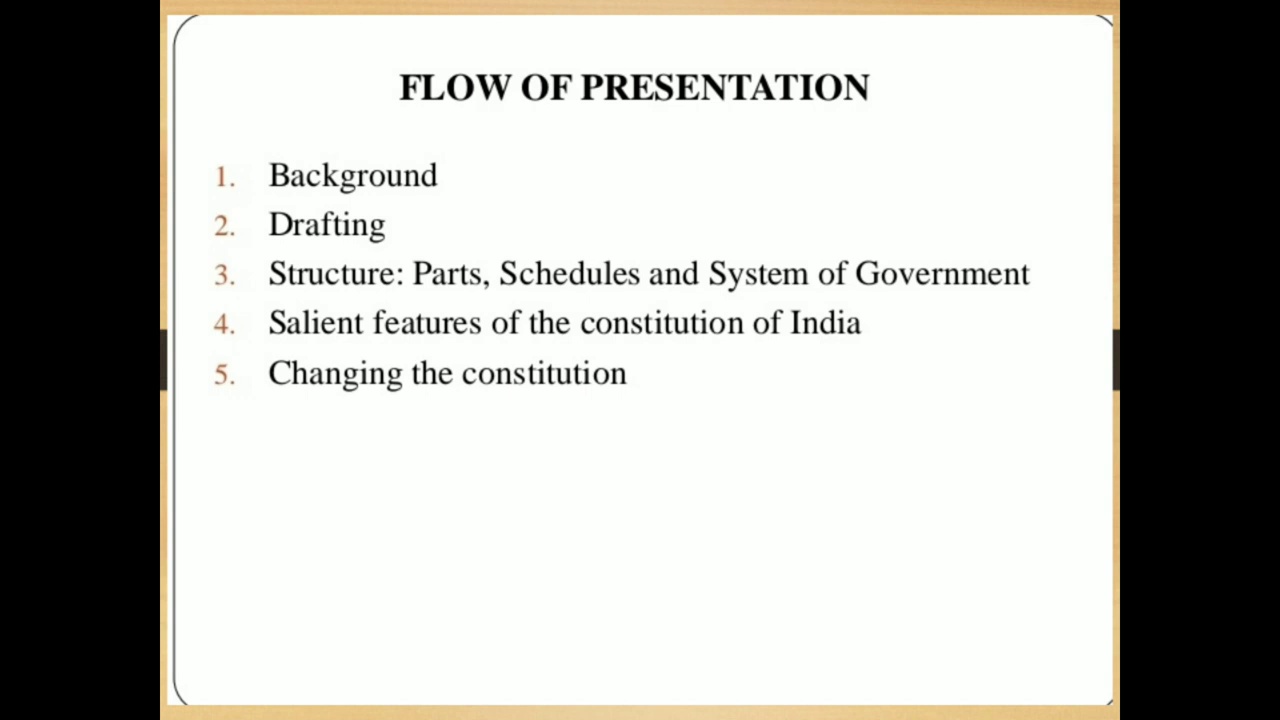 FLOW OF PRESENTATION
1. Background
2. Drafting
3. Structure: Parts, Schedules and System of Government
4. Salient features of the constitution of India
5. Changing the constitution